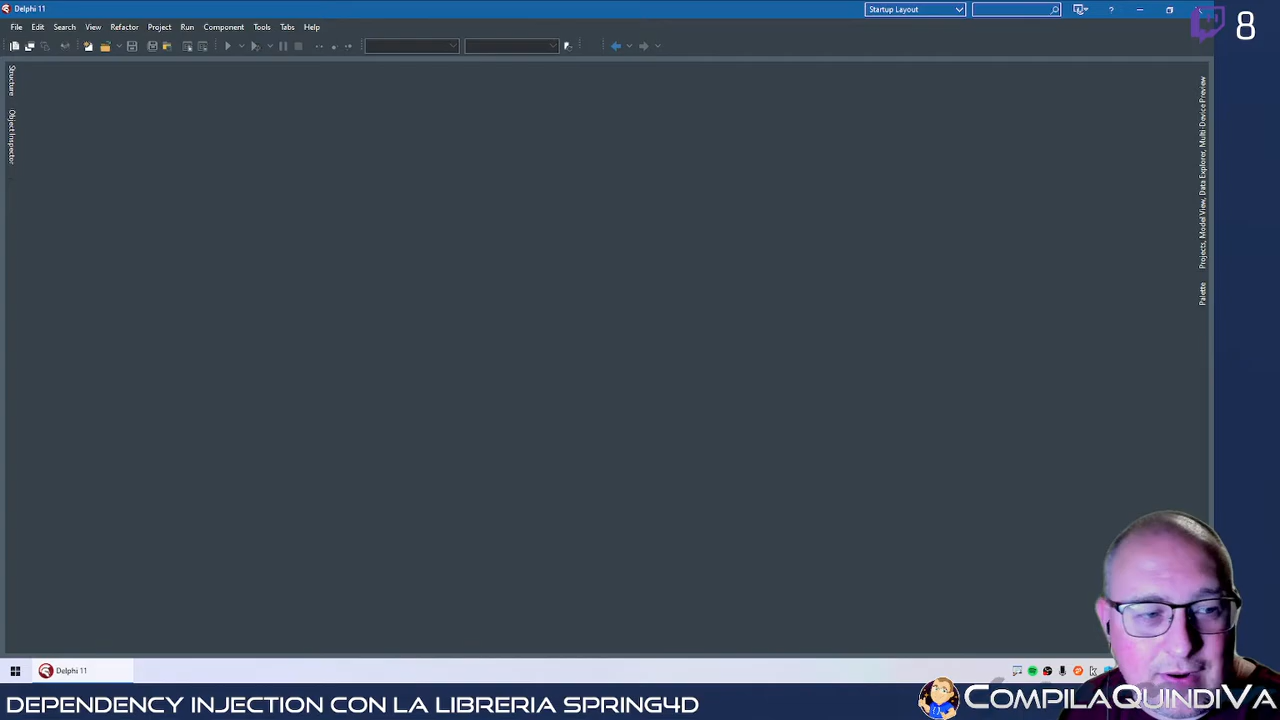 Delphi 11
Startup Layout
8
File Edit Search View Refactor Project Run Component Tools Tabs Help
Structure
Object Inspector
Projects, Model View, Data Explorer, Multi-Device Preview
Palette
Delphi 11
DEPENDENCY INJECTION CON LA LIBRERIA SPRING4D
COMPILAQUINDIVA